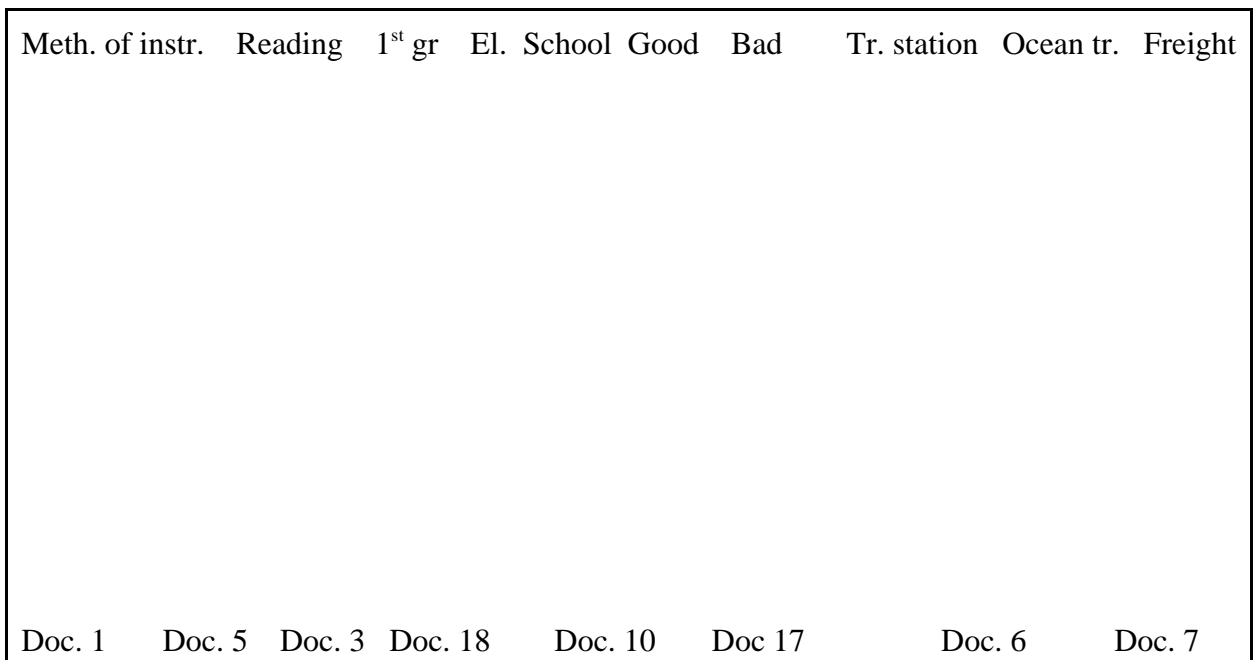 Meth. of instr. Reading 1st gr El. School Good Bad Tr. station Ocean tr. Freight
Doc. 1 Doc. 5 Doc. 3 Doc. 18 Doc. 10 Doc 17 Doc. 6 Doc. 7